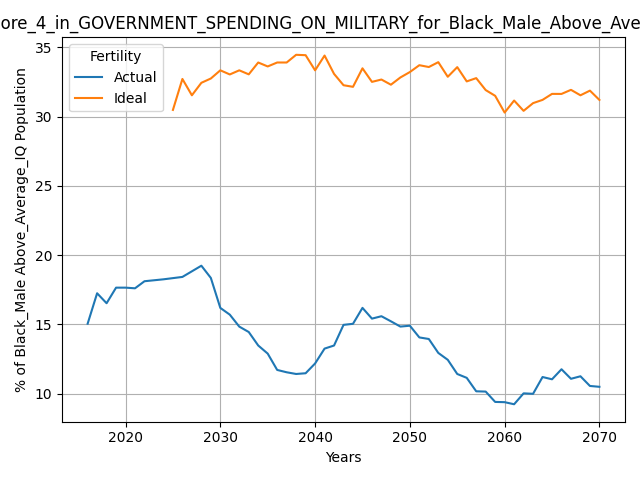 ore_4_in_GOVERNMENT_SPENDING_ON_MILITARY_for_Black_Male_Above_Ave
Fertility
Actual
Ideal
% of Black_Male Above_Average_IQ Population
35
30
25
20
15
10
2020
2030
2040
2050
2060
2070
Years